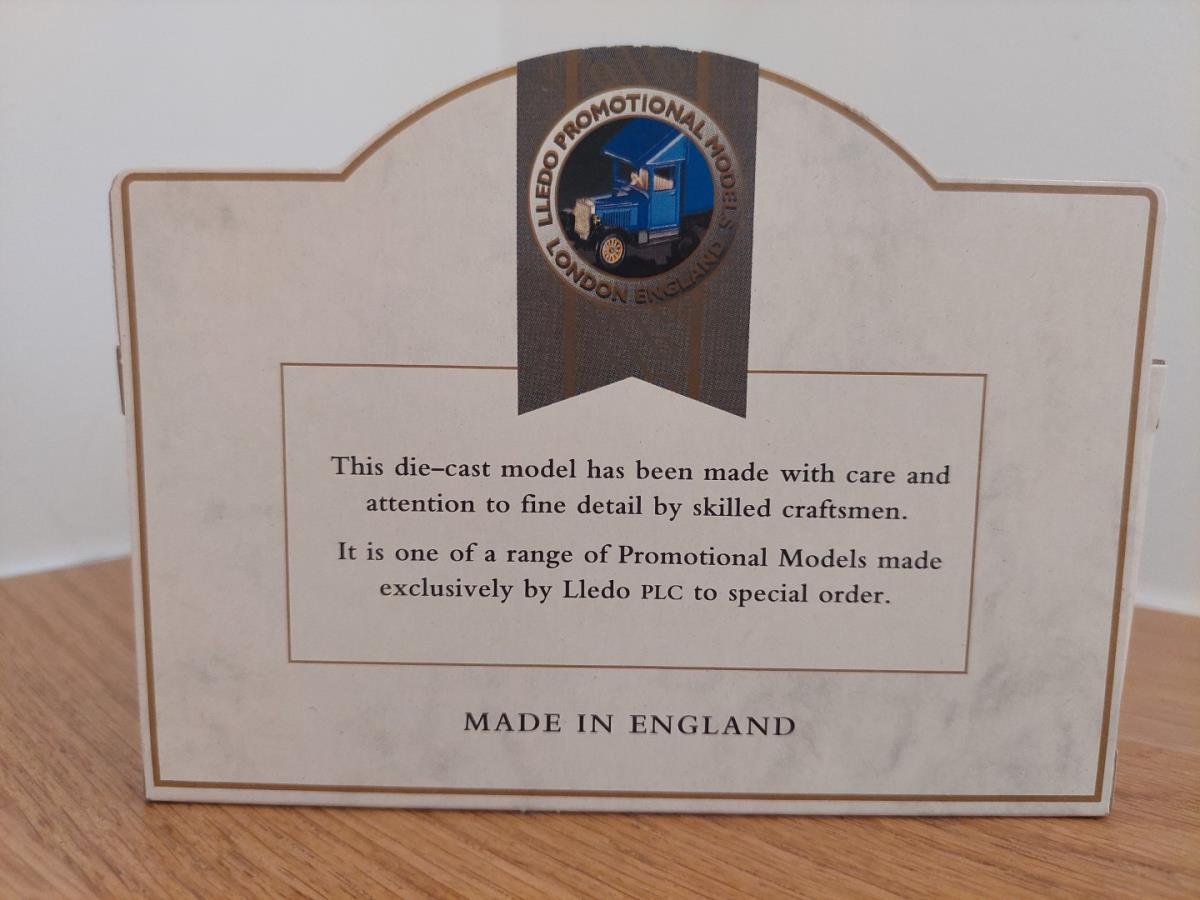 LLEDO PROMOTIONAL MODELS
LONDON ENGLAND
This die–cast model has been made with care and
attention to fine detail by skilled craftsmen.
It is one of a range of Promotional Models made
exclusively by Lledo PLC to special order.
MADE IN ENGLAND